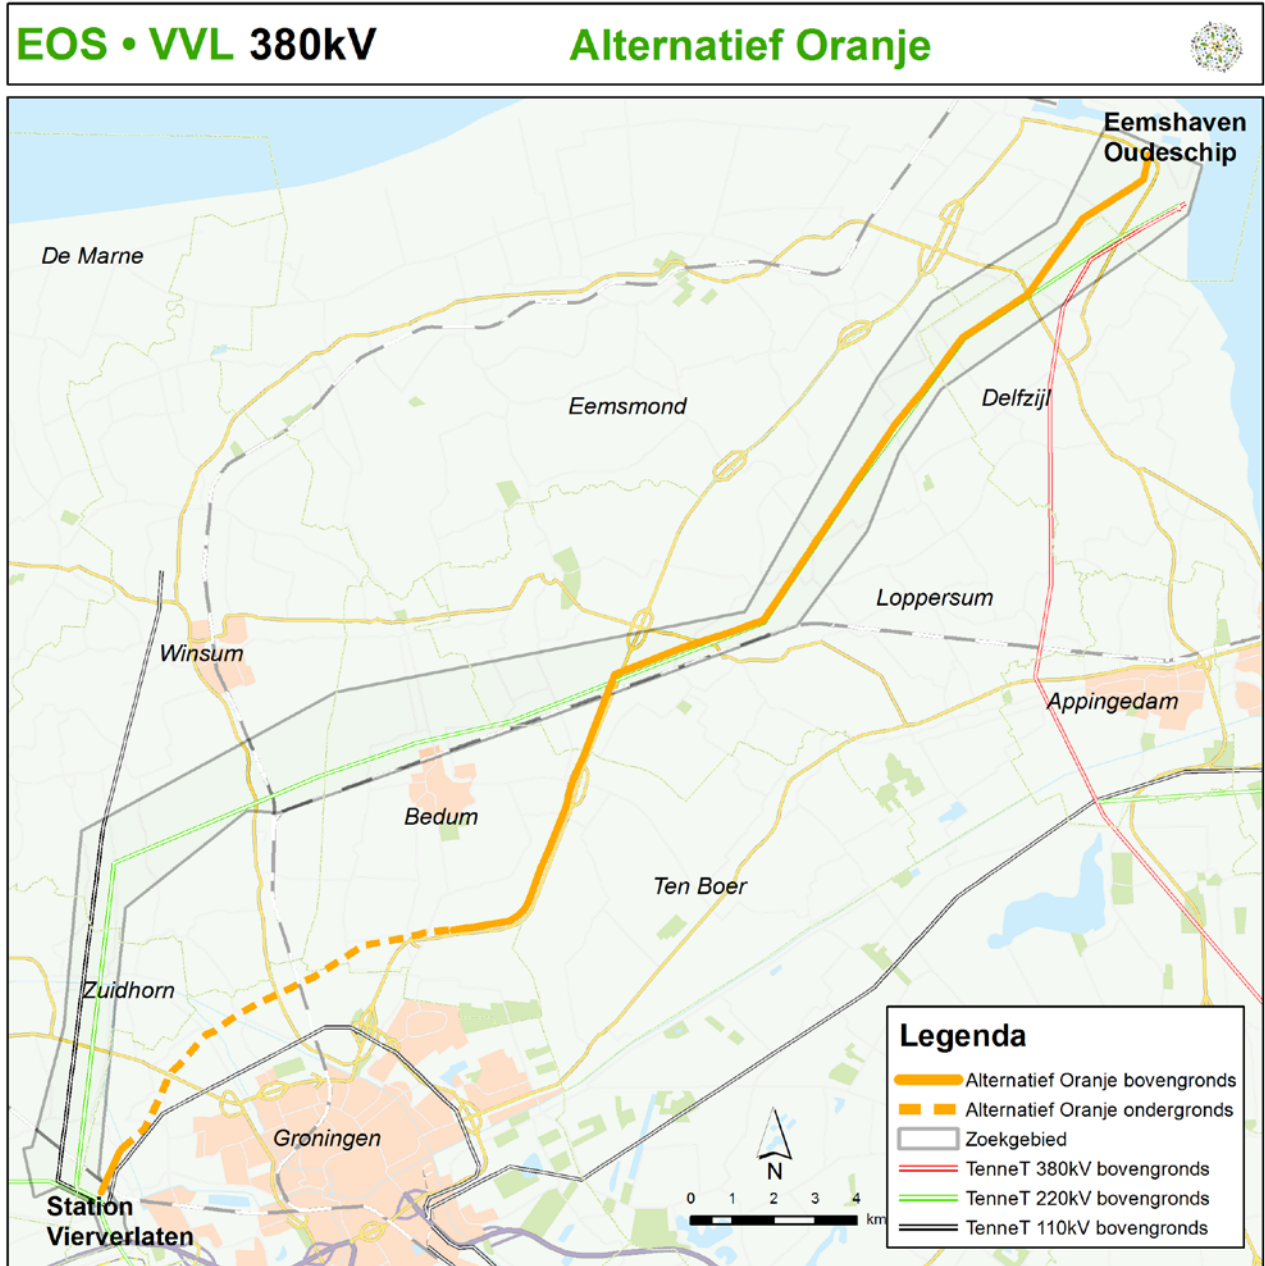 EOS • VVL 380kV
Alternatief Oranje
Eemshaven
Oudeschip
De Marne
Eemsmond
Delfzijl
Loppersum
Winsum
Appingedam
Bedum
Ten Boer
Zuidhorn
Groningen
Station
Vierverlaten
N
0 1 2 3 4
km
Legenda
Alternatief Oranje bovengronds
Alternatief Oranje ondergronds
Zoekgebied
TenneT 380kV bovengronds
TenneT 220kV bovengronds
TenneT 110kV bovengronds